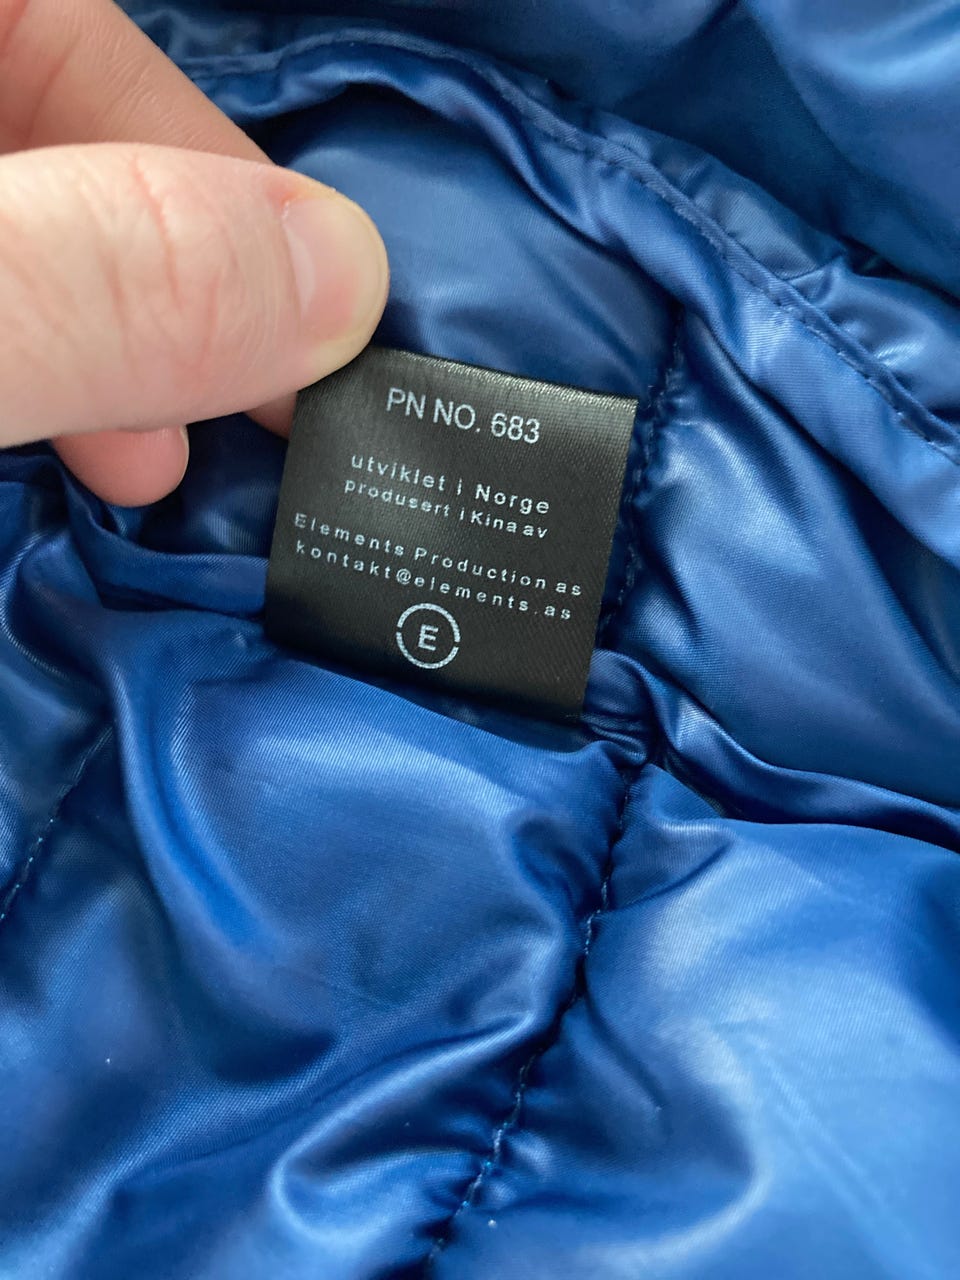 PN NO. 683
utviklet i Norge
produsert i Kina av
Elements Production as
kontakt@elements.as
E